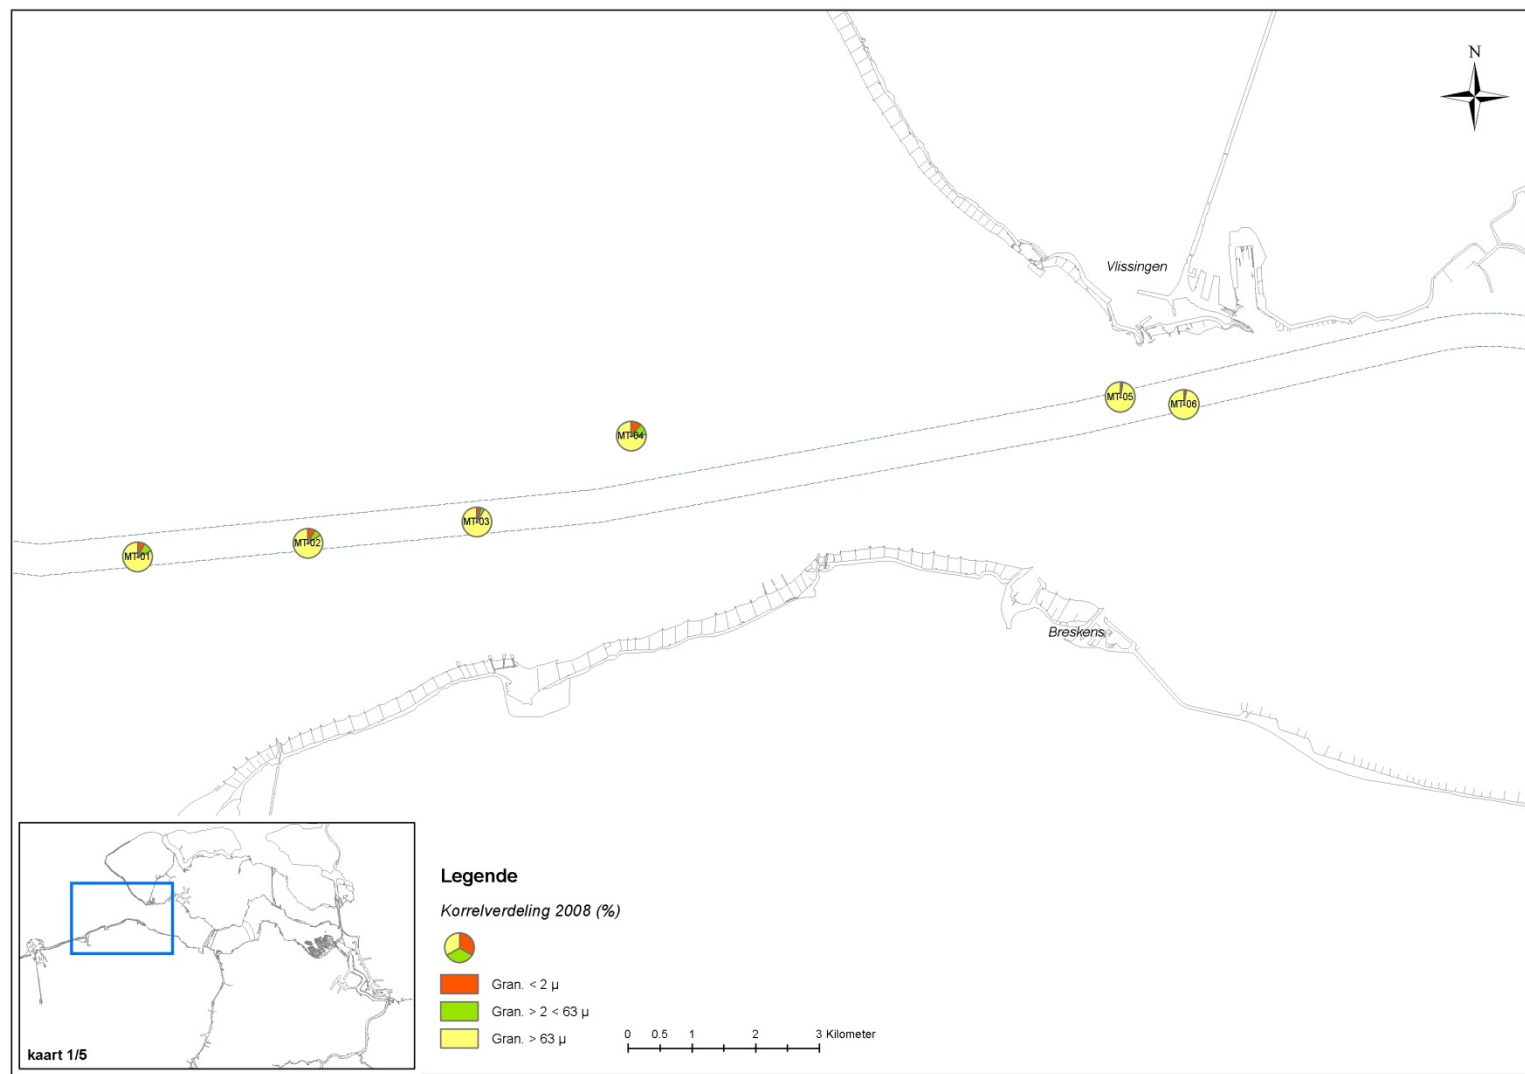 N
Vlissingen
MT-05
MT-06
MT-04
MT-03
MT-02
MT-01
Breskens
Legende
Korrelverdeling 2008 (%)
Gran. < 2 µ
Gran. > 2 < 63 µ
Gran. > 63 µ
0 0.5 1 2 3 Kilometer
kaart 1/5